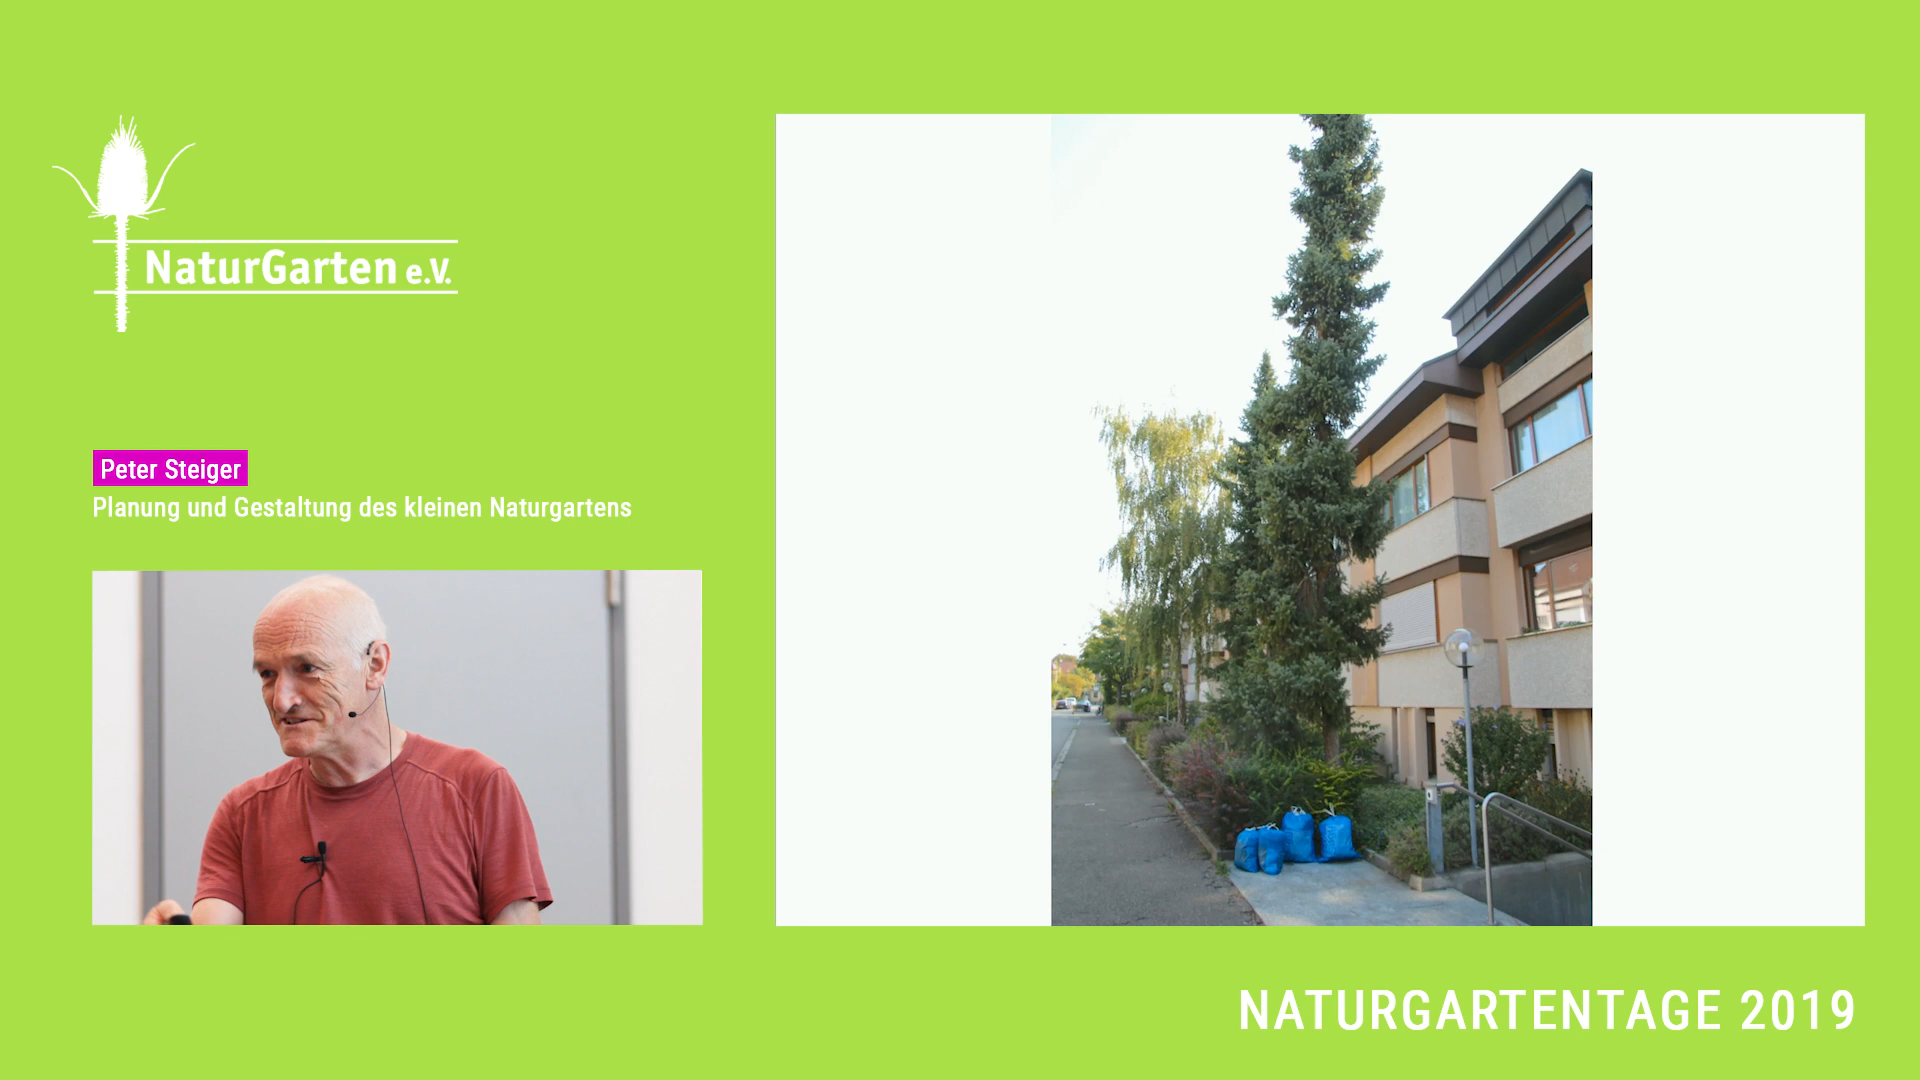 NaturGarten e.V.
Peter Steiger
Planung und Gestaltung des kleinen Naturgartens
NATURGARTENTAGE 2019